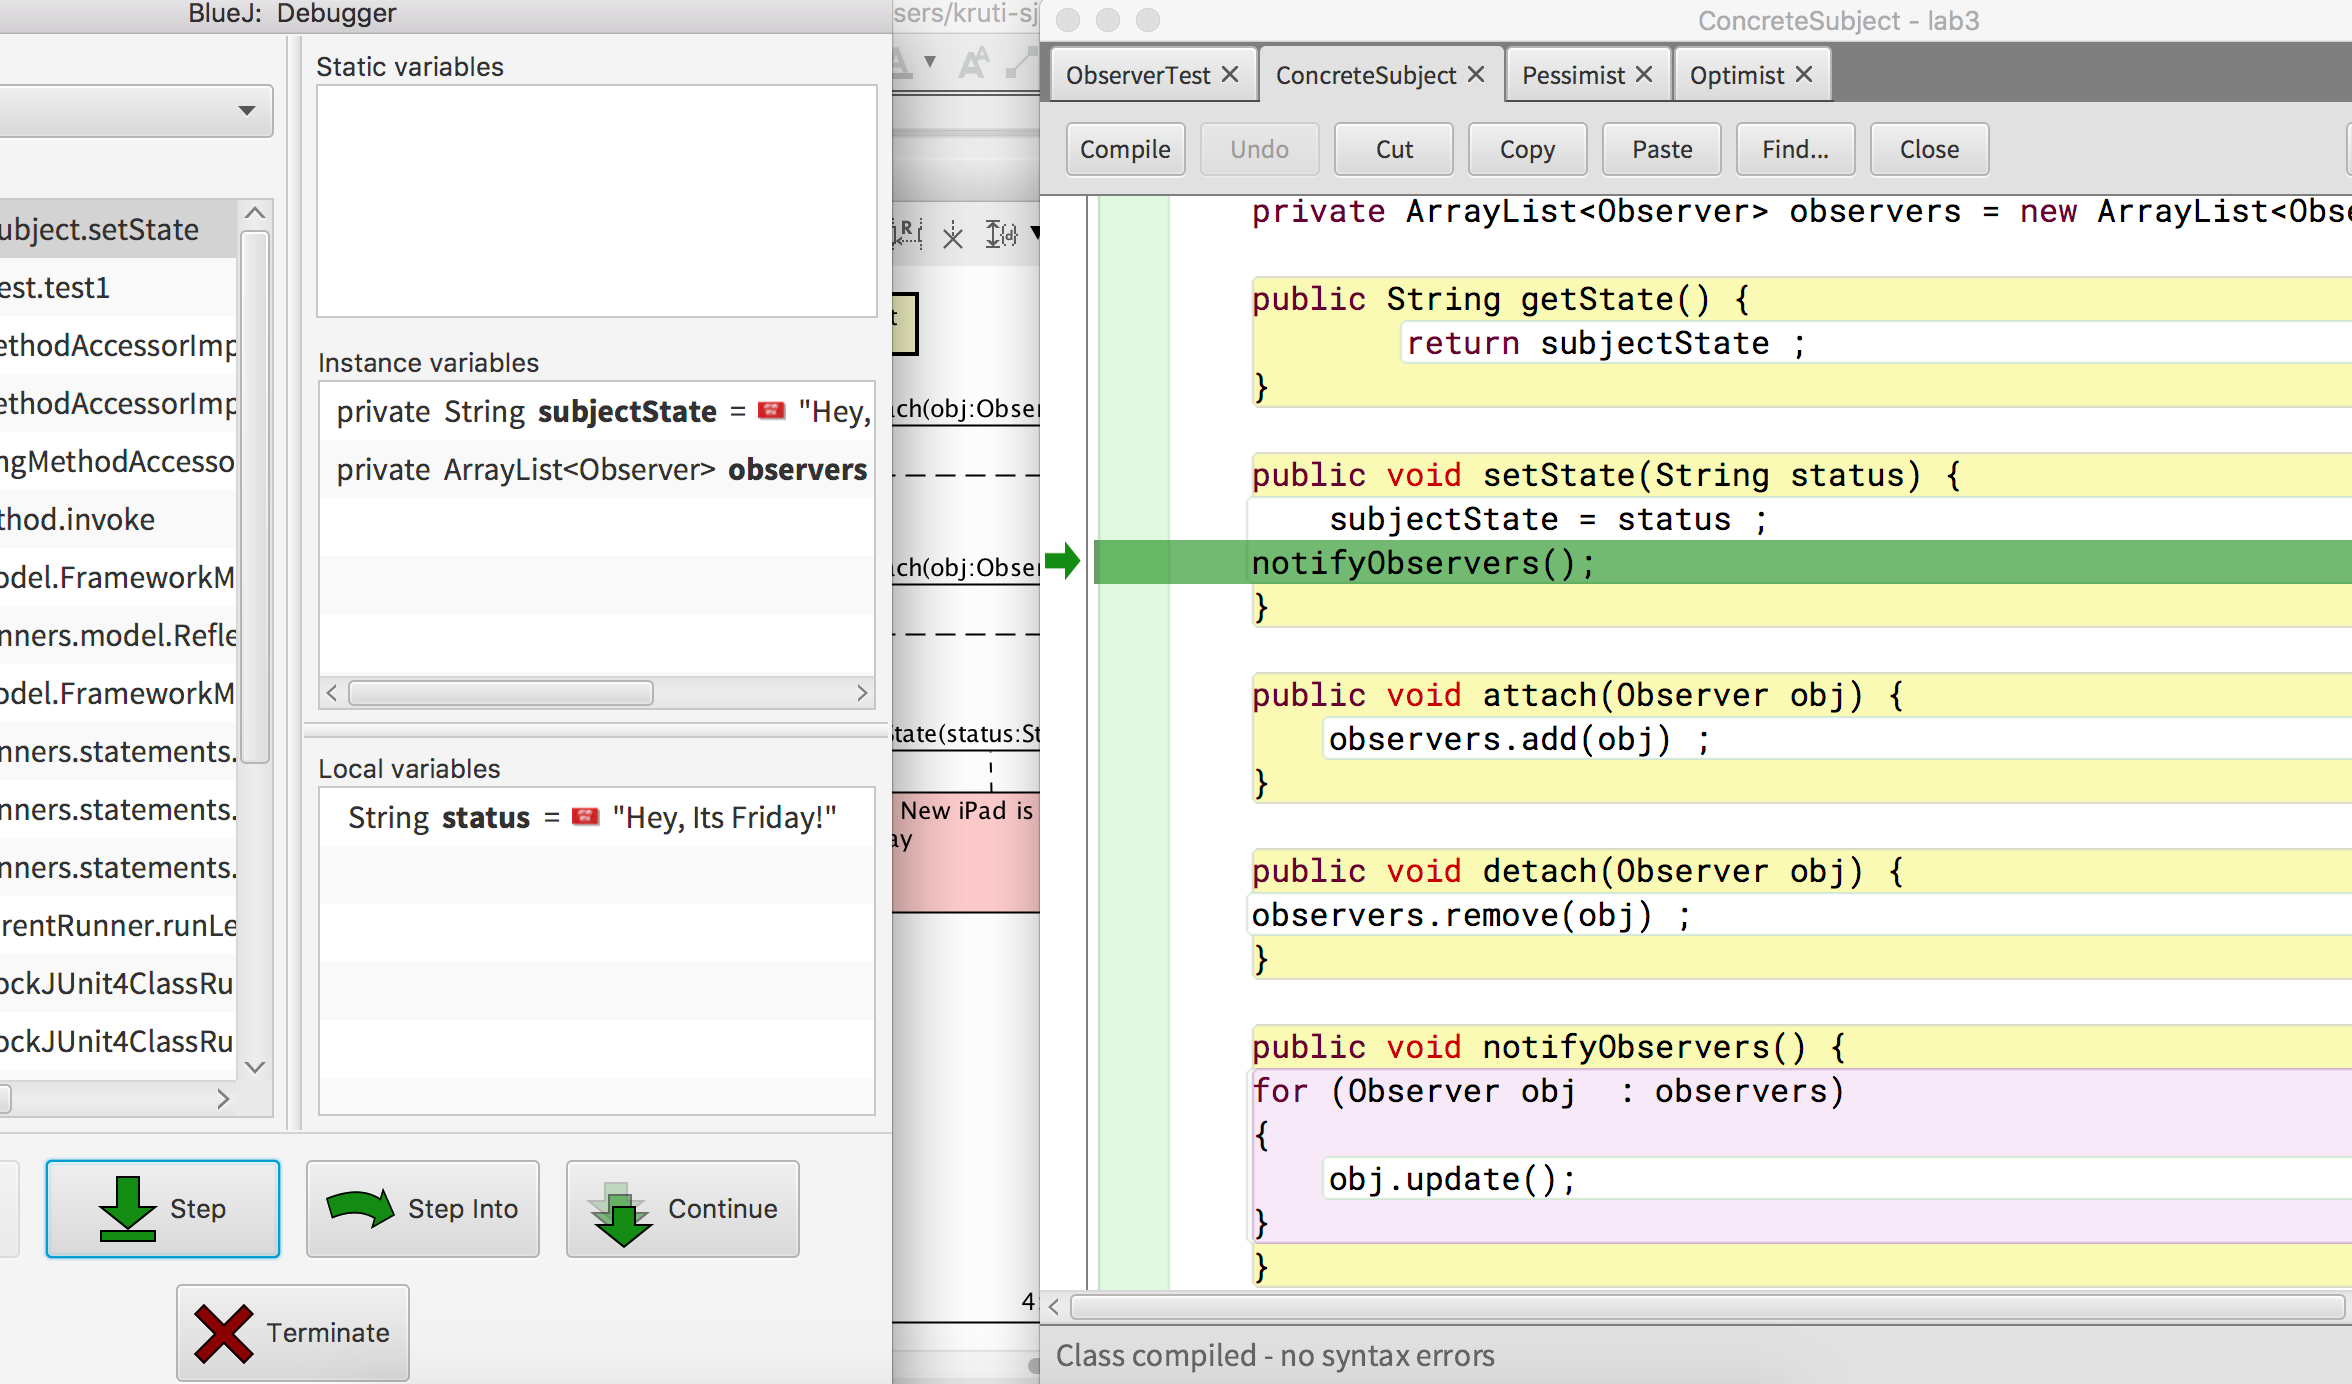 BlueJ: Debugger
Static variables
ubject.setState
est.test1
ethodAccessorImp
ethodAccessorImp
ngMethodAccesso
thod.invoke
odel.FrameworkM
nners.model.Refle
odel.FrameworkM
nners.statements.
nners.statements.
nners.statements.
rentRunner.runLe
ockJUnit4ClassRu
ockJUnit4ClassRu
Instance variables
private String subjectState = "Hey,
private ArrayList<Observer> observers
Local variables
String status = "Hey, Its Friday!"
Step
Step Into
Continue
Terminate
sers/kruti-sj
ach(obj:Obser
ach(obj:Obser
tate(status:St
New iPad is
ay
4:
ConcreteSubject - lab3
ObserverTest
ConcreteSubject
Pessimist
Optimist
Compile
Undo
Cut
Copy
Paste
Find...
Close
private ArrayList<Observer> observers = new ArrayList<Obse
public String getState() {
return subjectState ;
}
public void setState(String status) {
subjectState = status ;
notifyObservers();
}
public void attach(Observer obj) {
observers.add(obj) ;
}
public void detach(Observer obj) {
observers.remove(obj) ;
}
public void notifyObservers() {
for (Observer obj  : observers)
{
obj.update();
}
}
Class compiled - no syntax errors